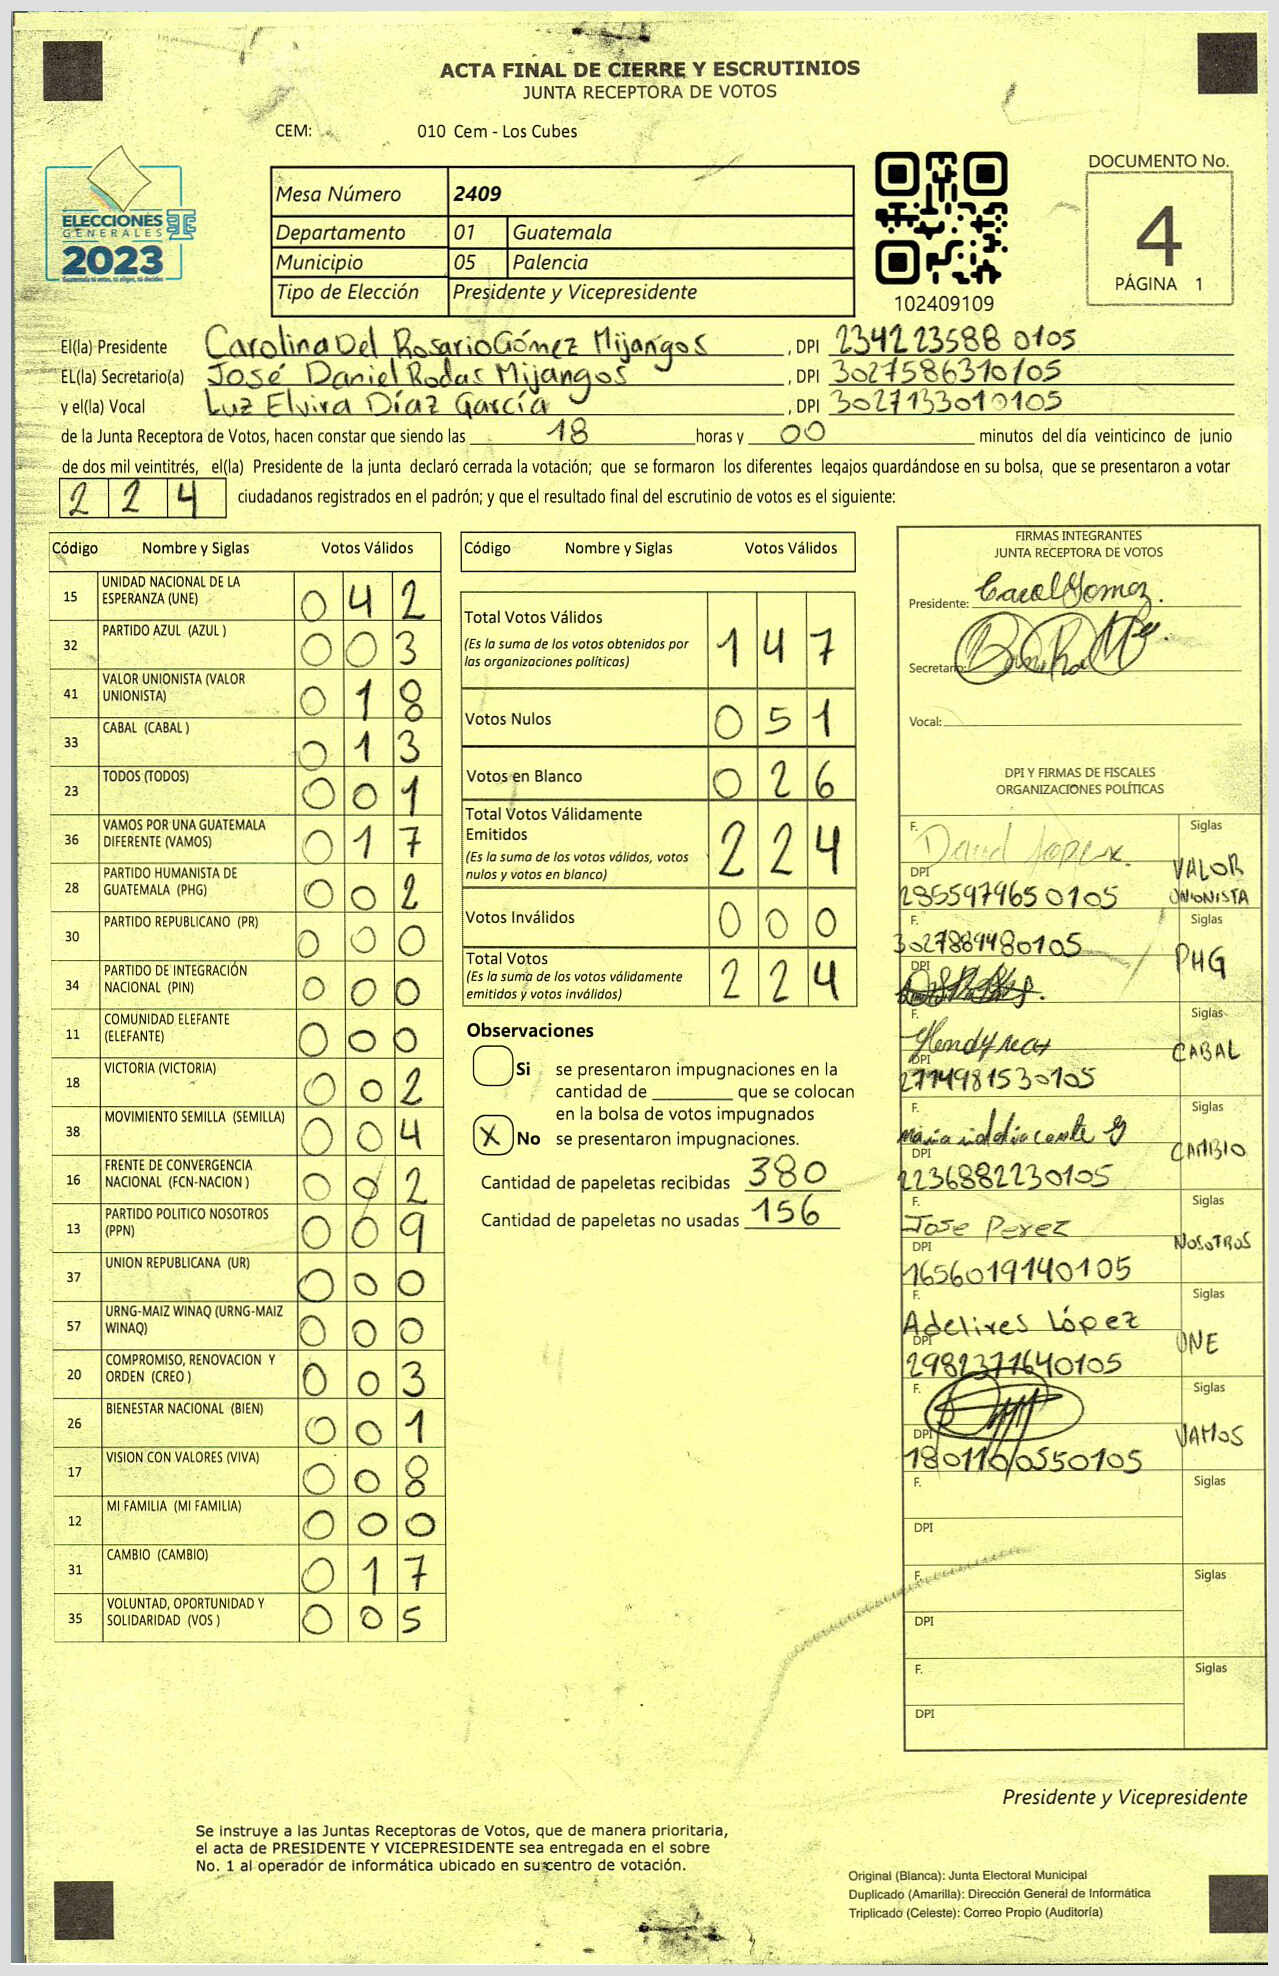 ACTA FINAL DE CIERRE Y ESCRUTINIOS
JUNTA RECEPTORA DE VOTOS
CEM: 010 Cem - Los Cubes
ELECCIONES
GENERALES
2023
Mesa Número 2409
Departamento 01 Guatemala
Municipio 05 Palencia
Tipo de Elección Presidente y Vicepresidente
102409109
DOCUMENTO No.
4
PÁGINA 1
El(la) Presidente Carolina Del Rosario Gómez Mijangos, DPI 2342235880105
EL(la) Secretario(a) José Daniel Rodas Mijangos, DPI 3027586310105
y el(la) Vocal Luz Elvira Díaz García, DPI 3027133010105
de la Junta Receptora de Votos, hacen constar que siendo las 18 horas y 00 minutos del día veinticinco de junio
de dos mil veintitrés, el(la) Presidente de la junta declaró cerrada la votación; que se formaron los diferentes legajos guardándose en su bolsa, que se presentaron a votar
2 2 4 ciudadanos registrados en el padrón; y que el resultado final del escrutinio de votos es el siguiente:
Código Nombre y Siglas Votos Válidos
15 UNIDAD NACIONAL DE LA ESPERANZA (UNE) 0 4 2
32 PARTIDO AZUL (AZUL ) 0 0 3
41 VALOR UNIONISTA (VALOR UNIONISTA) 0 1 8
33 CABAL (CABAL ) 0 1 3
23 TODOS (TODOS) 0 0 1
36 VAMOS POR UNA GUATEMALA DIFERENTE (VAMOS) 0 1 7
28 PARTIDO HUMANISTA DE GUATEMALA (PHG) 0 0 2
30 PARTIDO REPUBLICANO (PR) 0 0 0
34 PARTIDO DE INTEGRACIÓN NACIONAL (PIN) 0 0 0
11 COMUNIDAD ELEFANTE (ELEFANTE) 0 0 0
18 VICTORIA (VICTORIA) 0 0 2
38 MOVIMIENTO SEMILLA (SEMILLA) 0 0 4
16 FRENTE DE CONVERGENCIA NACIONAL (FCN-NACION ) 0 0 2
13 PARTIDO POLITICO NOSOTROS (PPN) 0 0 9
37 UNION REPUBLICANA (UR) 0 0 0
57 URNG-MAIZ WINAQ (URNG-MAIZ WINAQ) 0 0 0
20 COMPROMISO, RENOVACION Y ORDEN (CREO ) 0 0 3
26 BIENESTAR NACIONAL (BIEN) 0 0 1
17 VISION CON VALORES (VIVA) 0 0 8
12 MI FAMILIA (MI FAMILIA) 0 0 0
31 CAMBIO (CAMBIO) 0 1 7
35 VOLUNTAD, OPORTUNIDAD Y SOLIDARIDAD (VOS ) 0 0 5
Código Nombre y Siglas Votos Válidos
Total Votos Válidos 1 4 7
(Es la suma de los votos obtenidos por
las organizaciones políticas)
Votos Nulos 0 5 1
Votos en Blanco 0 2 6
Total Votos Válidamente
Emitidos 2 2 4
(Es la suma de los votos válidos, votos
nulos y votos en blanco)
Votos Inválidos 0 0 0
Total Votos 2 2 4
(Es la suma de los votos válidamente
emitidos y votos inválidos)
Observaciones
Si se presentaron impugnaciones en la
cantidad de ________ que se colocan
en la bolsa de votos impugnados
X No se presentaron impugnaciones.
Cantidad de papeletas recibidas 380
Cantidad de papeletas no usadas 156
FIRMAS INTEGRANTES
JUNTA RECEPTORA DE VOTOS
Presidente: Carol Gomez.
Secretario:
Vocal:
DPI Y FIRMAS DE FISCALES
ORGANIZACIONES POLÍTICAS
F. David Siglas
DPI 2855979650105 VALOR UNIONISTA
F. 3027889480105 Siglas
DPI PHG
F. Siglas
DPI 2714981530105 CABAL
F. Siglas
DPI 2236882230105 CAMBIO
F. Jose Perez Siglas
DPI 1656019140105 NOSOTROS
F. Adelires López Siglas
DPI 2982371640105 UNE
F. Siglas
DPI 1801100550105 VAMOS
F. Siglas
DPI
F. Siglas
DPI
F. Siglas
DPI
Presidente y Vicepresidente
Se instruye a las Juntas Receptoras de Votos, que de manera prioritaria,
el acta de PRESIDENTE Y VICEPRESIDENTE sea entregada en el sobre
No. 1 al operador de informática ubicado en su centro de votación.
Original (Blanca): Junta Electoral Municipal
Duplicado (Amarilla): Dirección General de Informática
Triplicado (Celeste): Correo Propio (Auditoría)